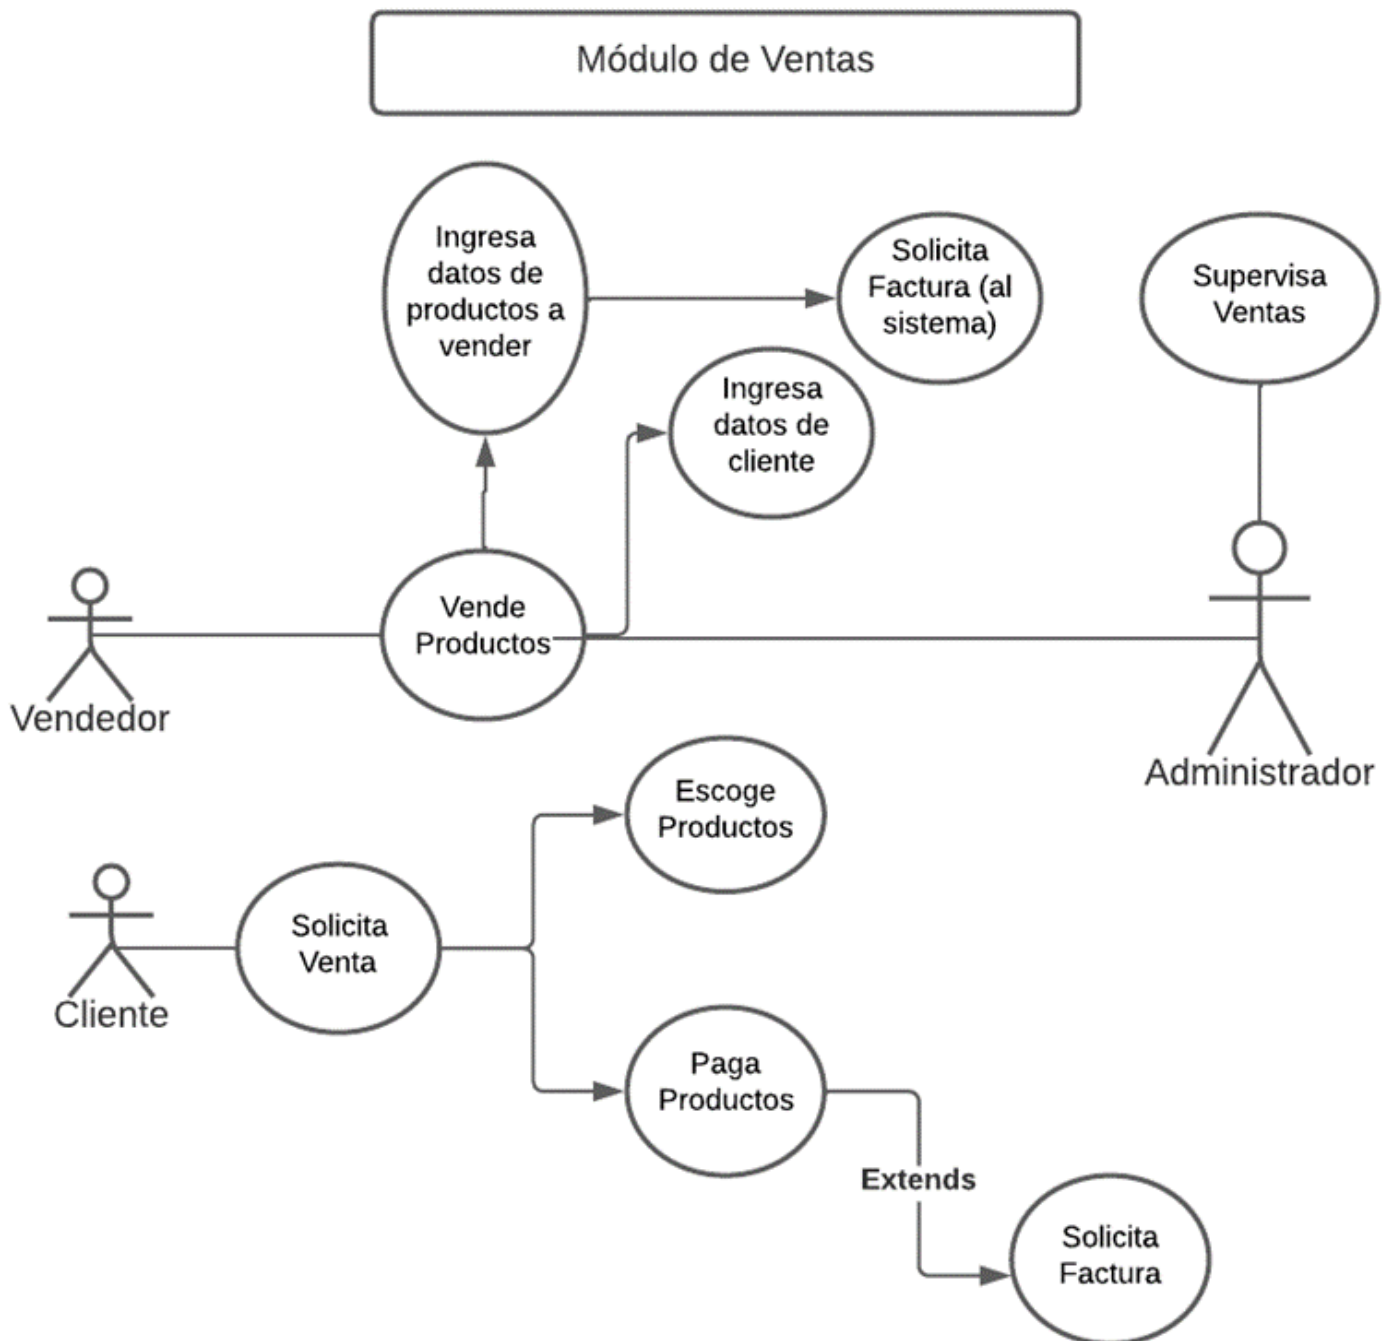 Módulo de Ventas
Ingresa
datos de
productos a
vender
Solicita
Factura (al
sistema)
Supervisa
Ventas
Ingresa
datos de
cliente
Vende
Productos
Vendedor
Administrador
Escoge
Productos
Solicita
Venta
Cliente
Paga
Productos
Extends
Solicita
Factura